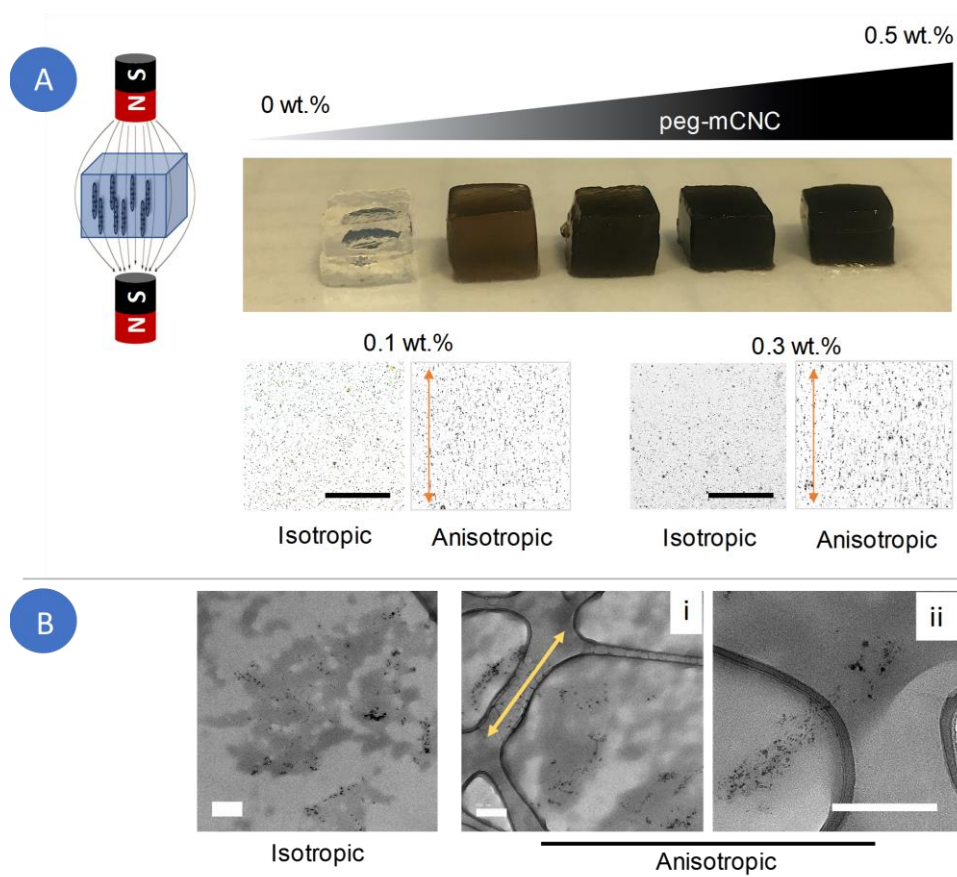 A
S
N
S
N
0 wt.%
0.5 wt.%
peg-mCNC
0.1 wt.%
0.3 wt.%
Isotropic
Anisotropic
Isotropic
Anisotropic
B
i
ii
Isotropic
Anisotropic